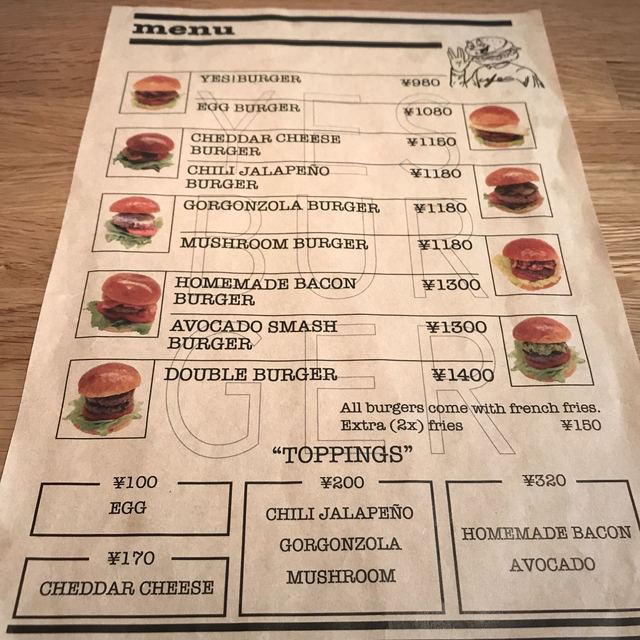 menu
YES!BURGER ¥980
EGG BURGER ¥1080
CHEDDAR CHEESE
BURGER ¥1150
CHILI JALAPEÑO
BURGER ¥1180
GORGONZOLA BURGER ¥1180
MUSHROOM BURGER ¥1180
HOMEMADE BACON
BURGER ¥1300
AVOCADO SMASH
BURGER ¥1300
DOUBLE BURGER ¥1400
YES
BUR
GER
All burgers come with french fries.
Extra (2x) fries ¥150
"TOPPINGS"
¥100
EGG
¥170
CHEDDAR CHEESE
¥200
CHILI JALAPEÑO
GORGONZOLA
MUSHROOM
¥320
HOMEMADE BACON
AVOCADO